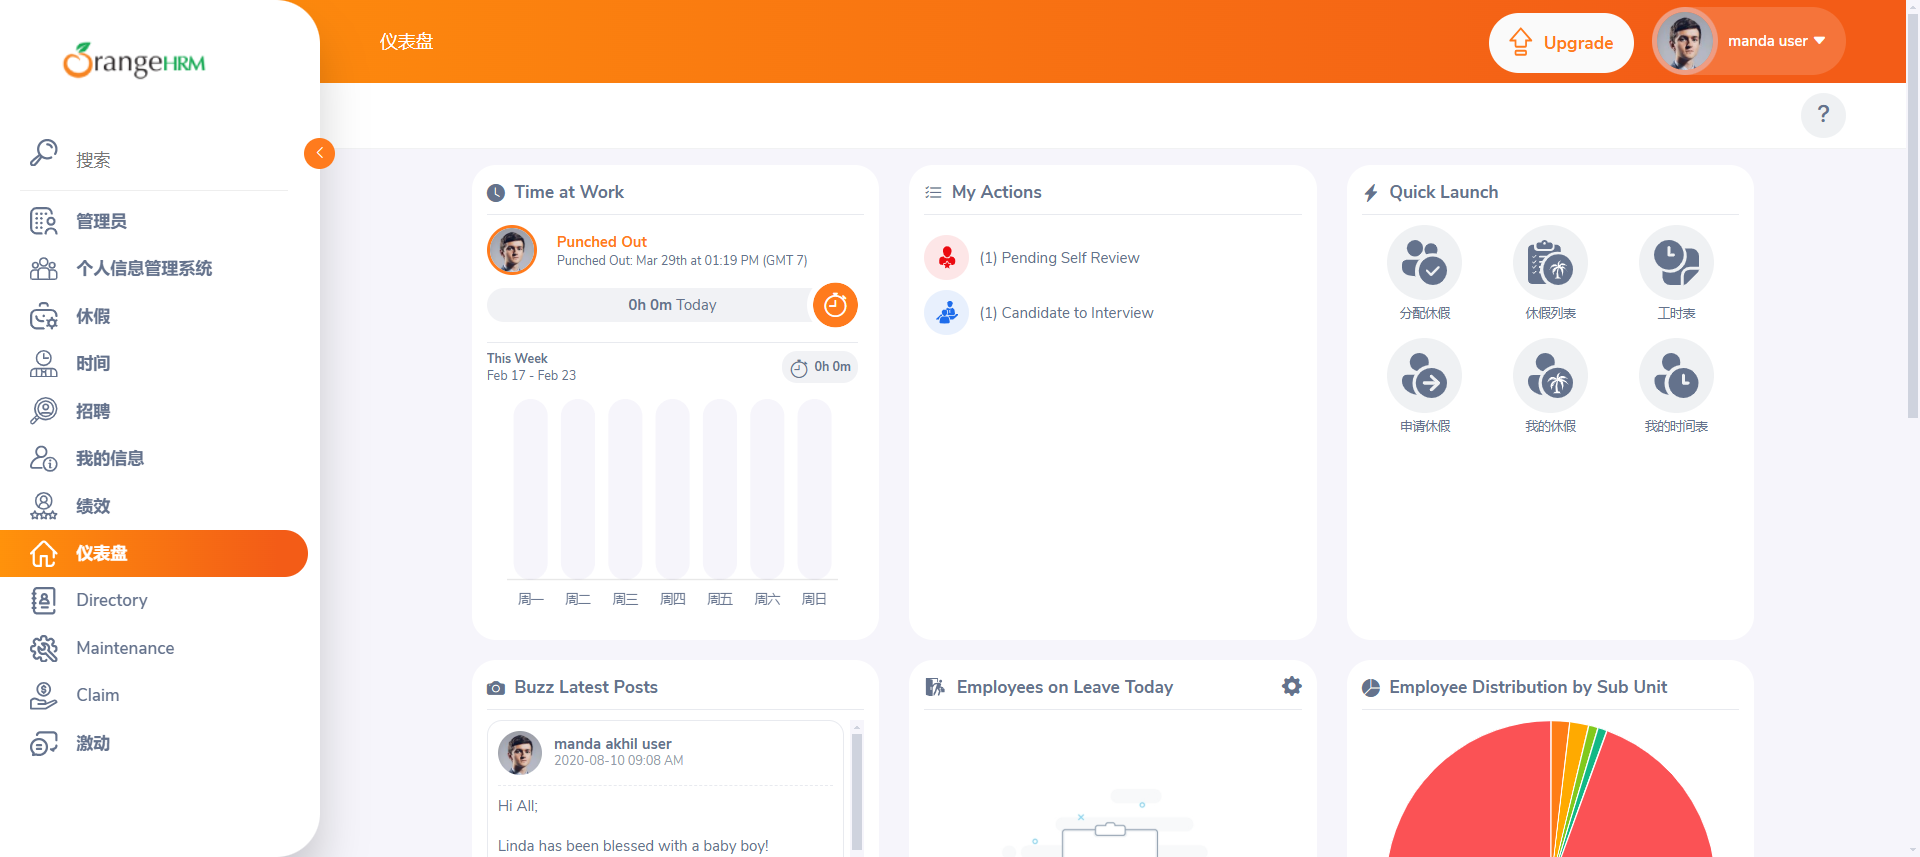 OrangeHRM
搜索
管理员
个人信息管理系统
休假
时间
招聘
我的信息
绩效
仪表盘
Directory
Maintenance
Claim
激动
仪表盘
Upgrade
manda user
?
Time at Work
Punched Out
Punched Out: Mar 29th at 01:19 PM (GMT 7)
0h 0m Today
This Week
Feb 17 - Feb 23
0h 0m
周一 周二 周三 周四 周五 周六 周日
My Actions
(1) Pending Self Review
(1) Candidate to Interview
Quick Launch
分配休假 休假列表 工时表
申请休假 我的休假 我的时间表
Buzz Latest Posts
manda akhil user
2020-08-10 09:08 AM
Hi All;
Linda has been blessed with a baby boy!
Employees on Leave Today
Employee Distribution by Sub Unit